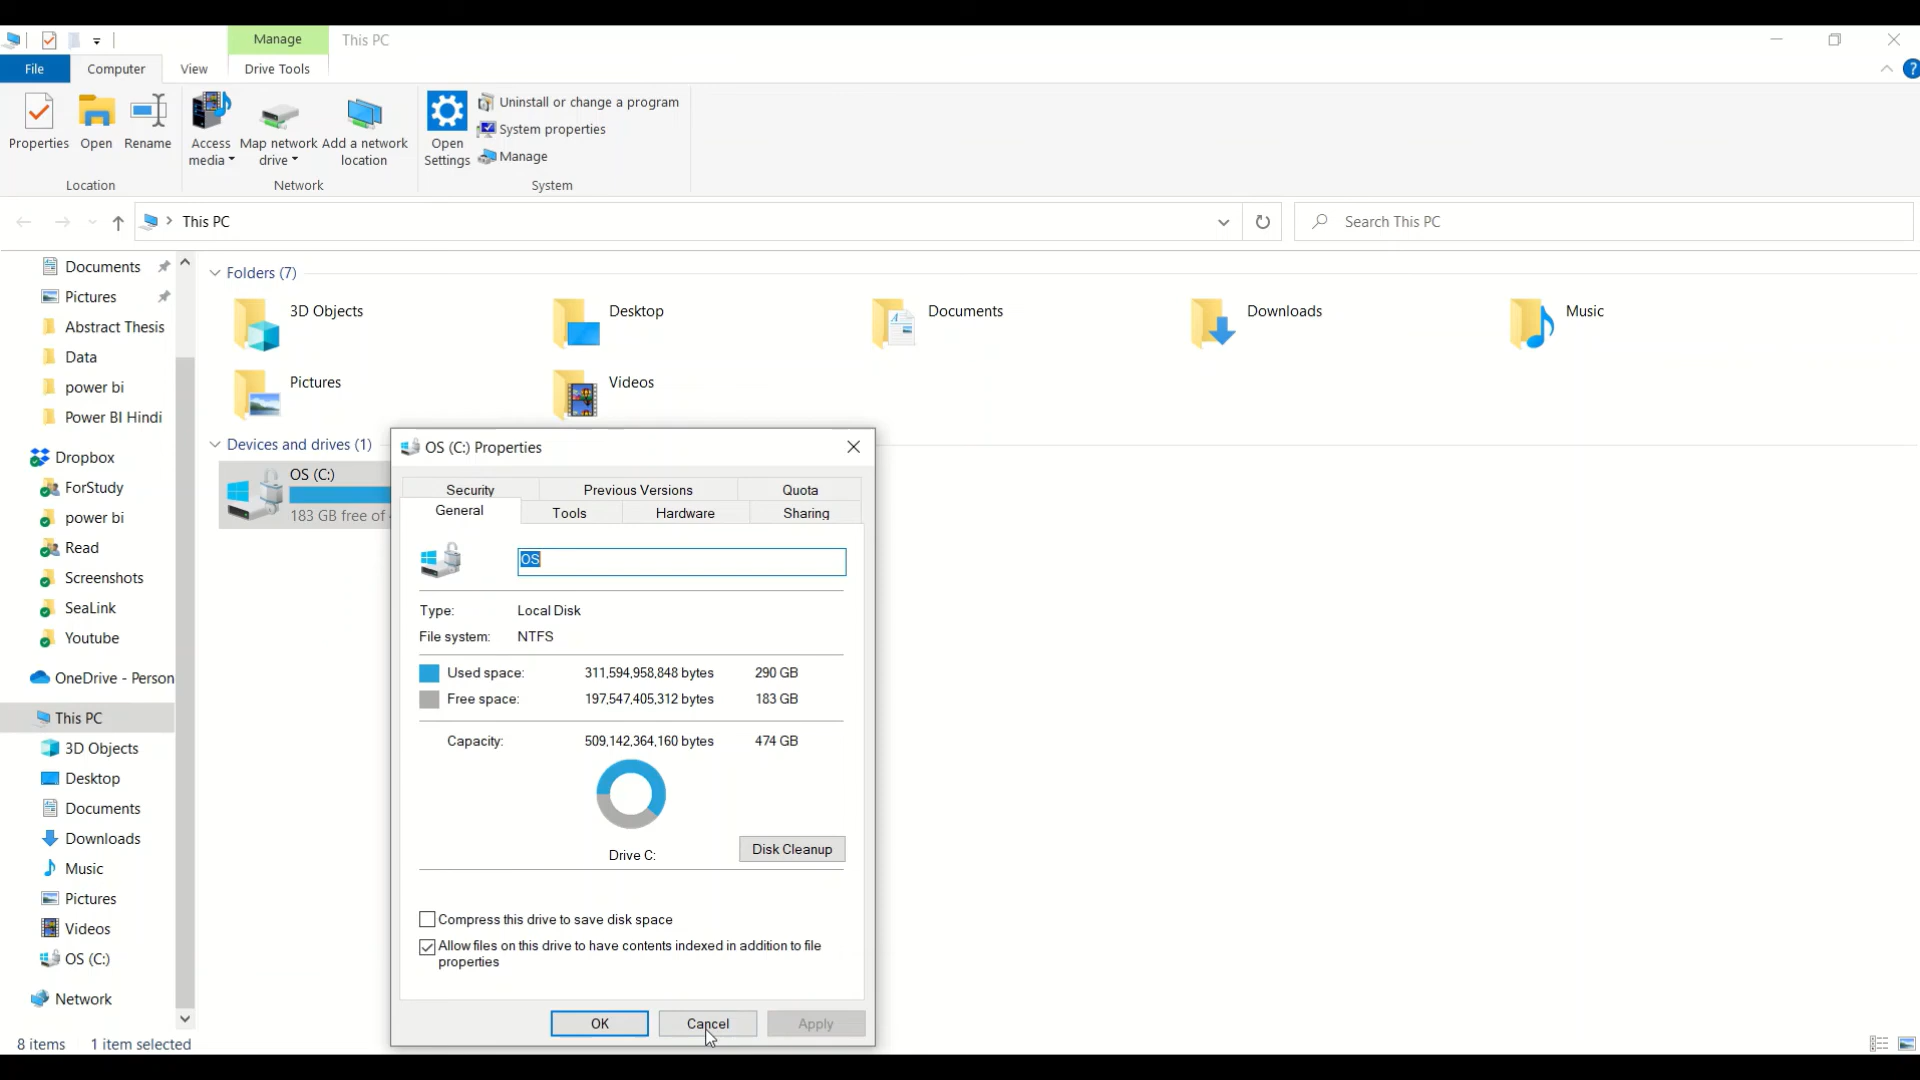 Manage
This PC
File
Computer
View
Drive Tools
?
Properties
Open
Rename
Access
media
Map network
drive
Add a network
location
Open
Settings
Uninstall or change a program
System properties
Manage
Location
Network
System
This PC
Search This PC
Documents
Pictures
Abstract Thesis
Data
power bi
Power BI Hindi
Dropbox
ForStudy
power bi
Read
Screenshots
SeaLink
Youtube
OneDrive - Person
This PC
3D Objects
Desktop
Documents
Downloads
Music
Pictures
Videos
OS (C:)
Network
Folders (7)
3D Objects
Desktop
Documents
Downloads
Music
Pictures
Videos
Devices and drives (1)
OS (C:)
183 GB free of
OS (C:) Properties
Security
Previous Versions
Quota
General
Tools
Hardware
Sharing
OS
Type: Local Disk
File system: NTFS
Used space: 311,594,958,848 bytes 290 GB
Free space: 197,547,405,312 bytes 183 GB
Capacity: 509,142,364,160 bytes 474 GB
Drive C:
Disk Cleanup
Compress this drive to save disk space
Allow files on this drive to have contents indexed in addition to file
properties
OK
Cancel
Apply
8 items
1 item selected